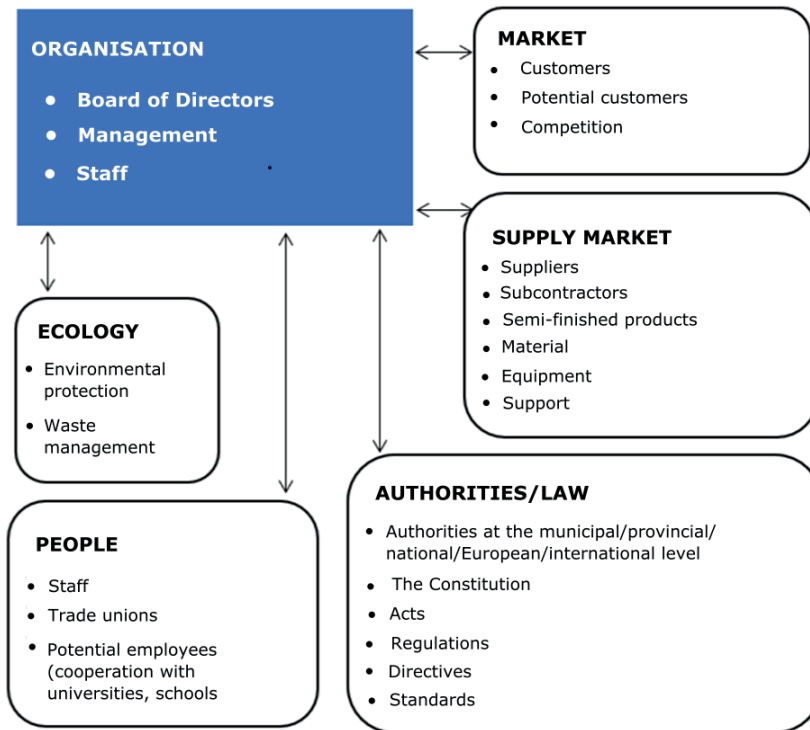 ORGANISATION
• Board of Directors
• Management
• Staff
MARKET
• Customers
• Potential customers
• Competition
SUPPLY MARKET
• Suppliers
• Subcontractors
• Semi-finished products
• Material
• Equipment
• Support
ECOLOGY
• Environmental
protection
• Waste
management
PEOPLE
• Staff
• Trade unions
• Potential employees
(cooperation with
universities, schools
AUTHORITIES/LAW
• Authorities at the municipal/provincial/
national/European/international level
• The Constitution
• Acts
• Regulations
• Directives
• Standards